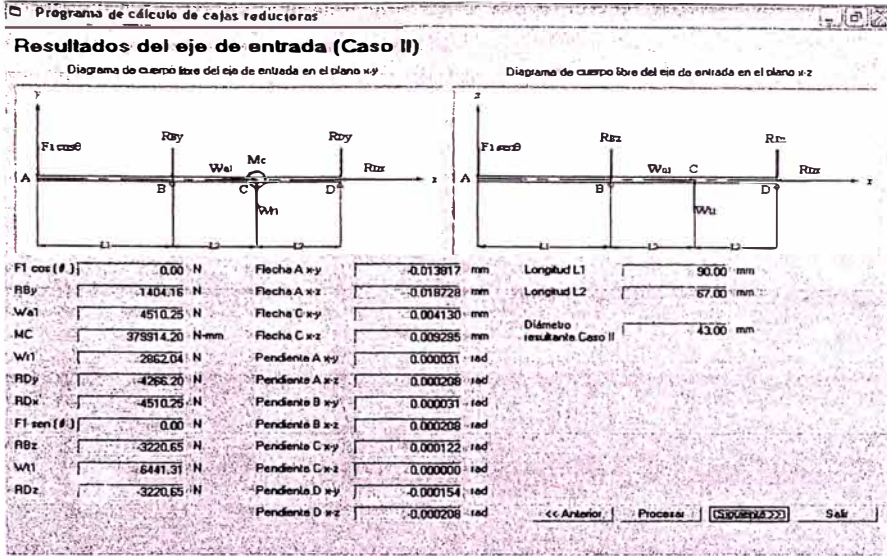 Programa de cálculo de cajas reductoras
Resultados del eje de entrada (Caso II)
Diagrama de cuerpo libre del eje de entrada en el plano x-y
Diagrama de cuerpo libre del eje de entrada en el plano x-z
y
F1 cosθ
RBy
Wa1
Mc
RDy
RDx
A
B
C
D
x
Wr1
L1
L2
L2
z
F1 senθ
RBz
Wa1
C
RDx
A
B
D
x
Wt1
L1
L2
L2
F1 cos (θ) 0.00 N
RBy -1404.16 N
Wa1 4510.25 N
MC 379914.20 N-mm
Wr1 2862.04 N
RDy 4266.20 N
RDx -4510.25 N
F1 sen (θ) 0.00 N
RBz -3220.65 N
Wt1 6441.31 N
RDz -3220.65 N
Flecha A x-y -0.013917 mm
Flecha A x-z -0.018728 mm
Flecha C x-y 0.004130 mm
Flecha C x-z 0.009295 mm
Pendiente A x-y 0.000031 rad
Pendiente A x-z 0.000208 rad
Pendiente B x-y 0.000031 rad
Pendiente B x-z 0.000208 rad
Pendiente C x-y 0.000122 rad
Pendiente C x-z 0.000000 rad
Pendiente D x-y -0.000154 rad
Pendiente D x-z -0.000208 rad
Longitud L1 90.00 mm
Longitud L2 67.00 mm
Diámetro
resultante Caso II 43.00 mm
<< Anterior Procesar Siguiente >> Salir